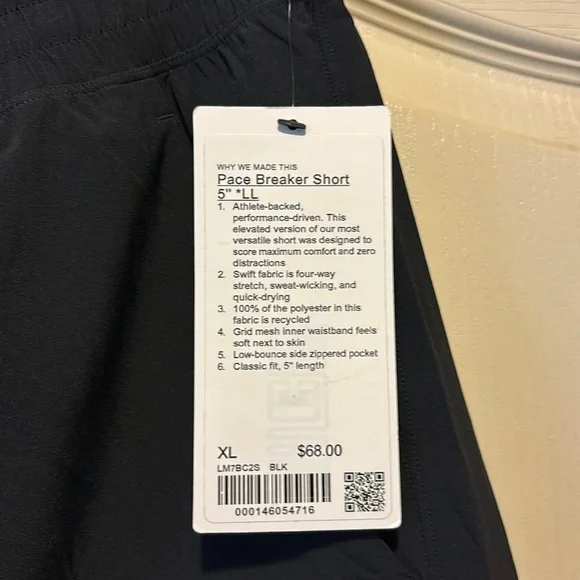 WHY WE MADE THIS
Pace Breaker Short
5" *LL
1. Athlete-backed,
performance-driven. This
elevated version of our most
versatile short was designed to
score maximum comfort and zero
distractions
2. Swift fabric is four-way
stretch, sweat-wicking, and
quick-drying
3. 100% of the polyester in this
fabric is recycled
4. Grid mesh inner waistband feels
soft next to skin
5. Low-bounce side zippered pocket
6. Classic fit, 5" length
XL $68.00
LM7BC2S BLK
000146054716